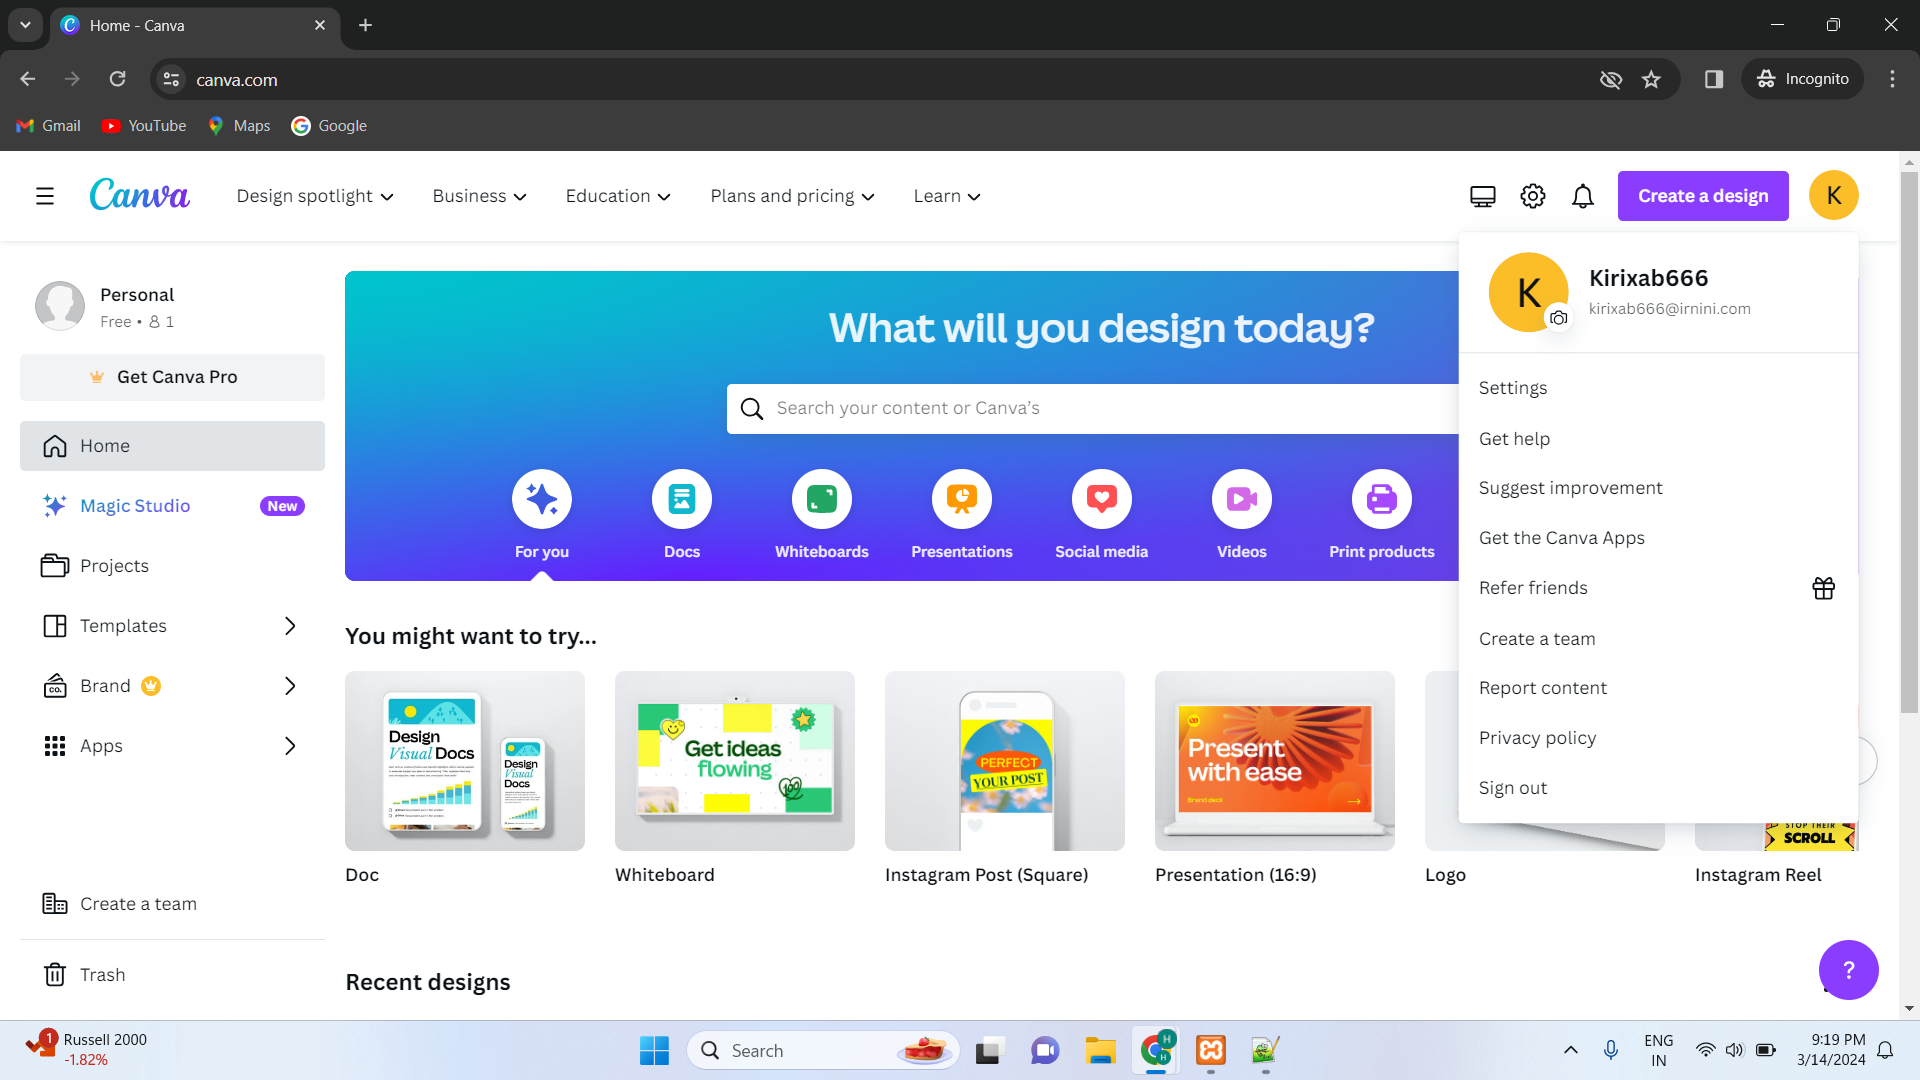 Home - Canva
canva.com
Incognito
Gmail
YouTube
Maps
Google
Canva
Design spotlight
Business
Education
Plans and pricing
Learn
Create a design
K
Personal
Free • 1
Get Canva Pro
Home
Magic Studio
New
Projects
Templates
Brand
CO.
Apps
Create a team
Trash
What will you design today?
Search your content or Canva's
For you
Docs
Whiteboards
Presentations
Social media
Videos
Print products
K
Kirixab666
kirixab666@irnini.com
Settings
Get help
Suggest improvement
Get the Canva Apps
Refer friends
Create a team
Report content
Privacy policy
Sign out
You might want to try...
Design
Visual Docs
Design
Visual
Docs
Get ideas
flowing
100
PERFECT
YOUR POST
Present
with ease
Brand deck
STOP THEIR
SCROLL
Doc
Whiteboard
Instagram Post (Square)
Presentation (16:9)
Logo
Instagram Reel
Recent designs
?
1
Russell 2000
-1.82%
Search
H
H
ENG
IN
9:19 PM
3/14/2024